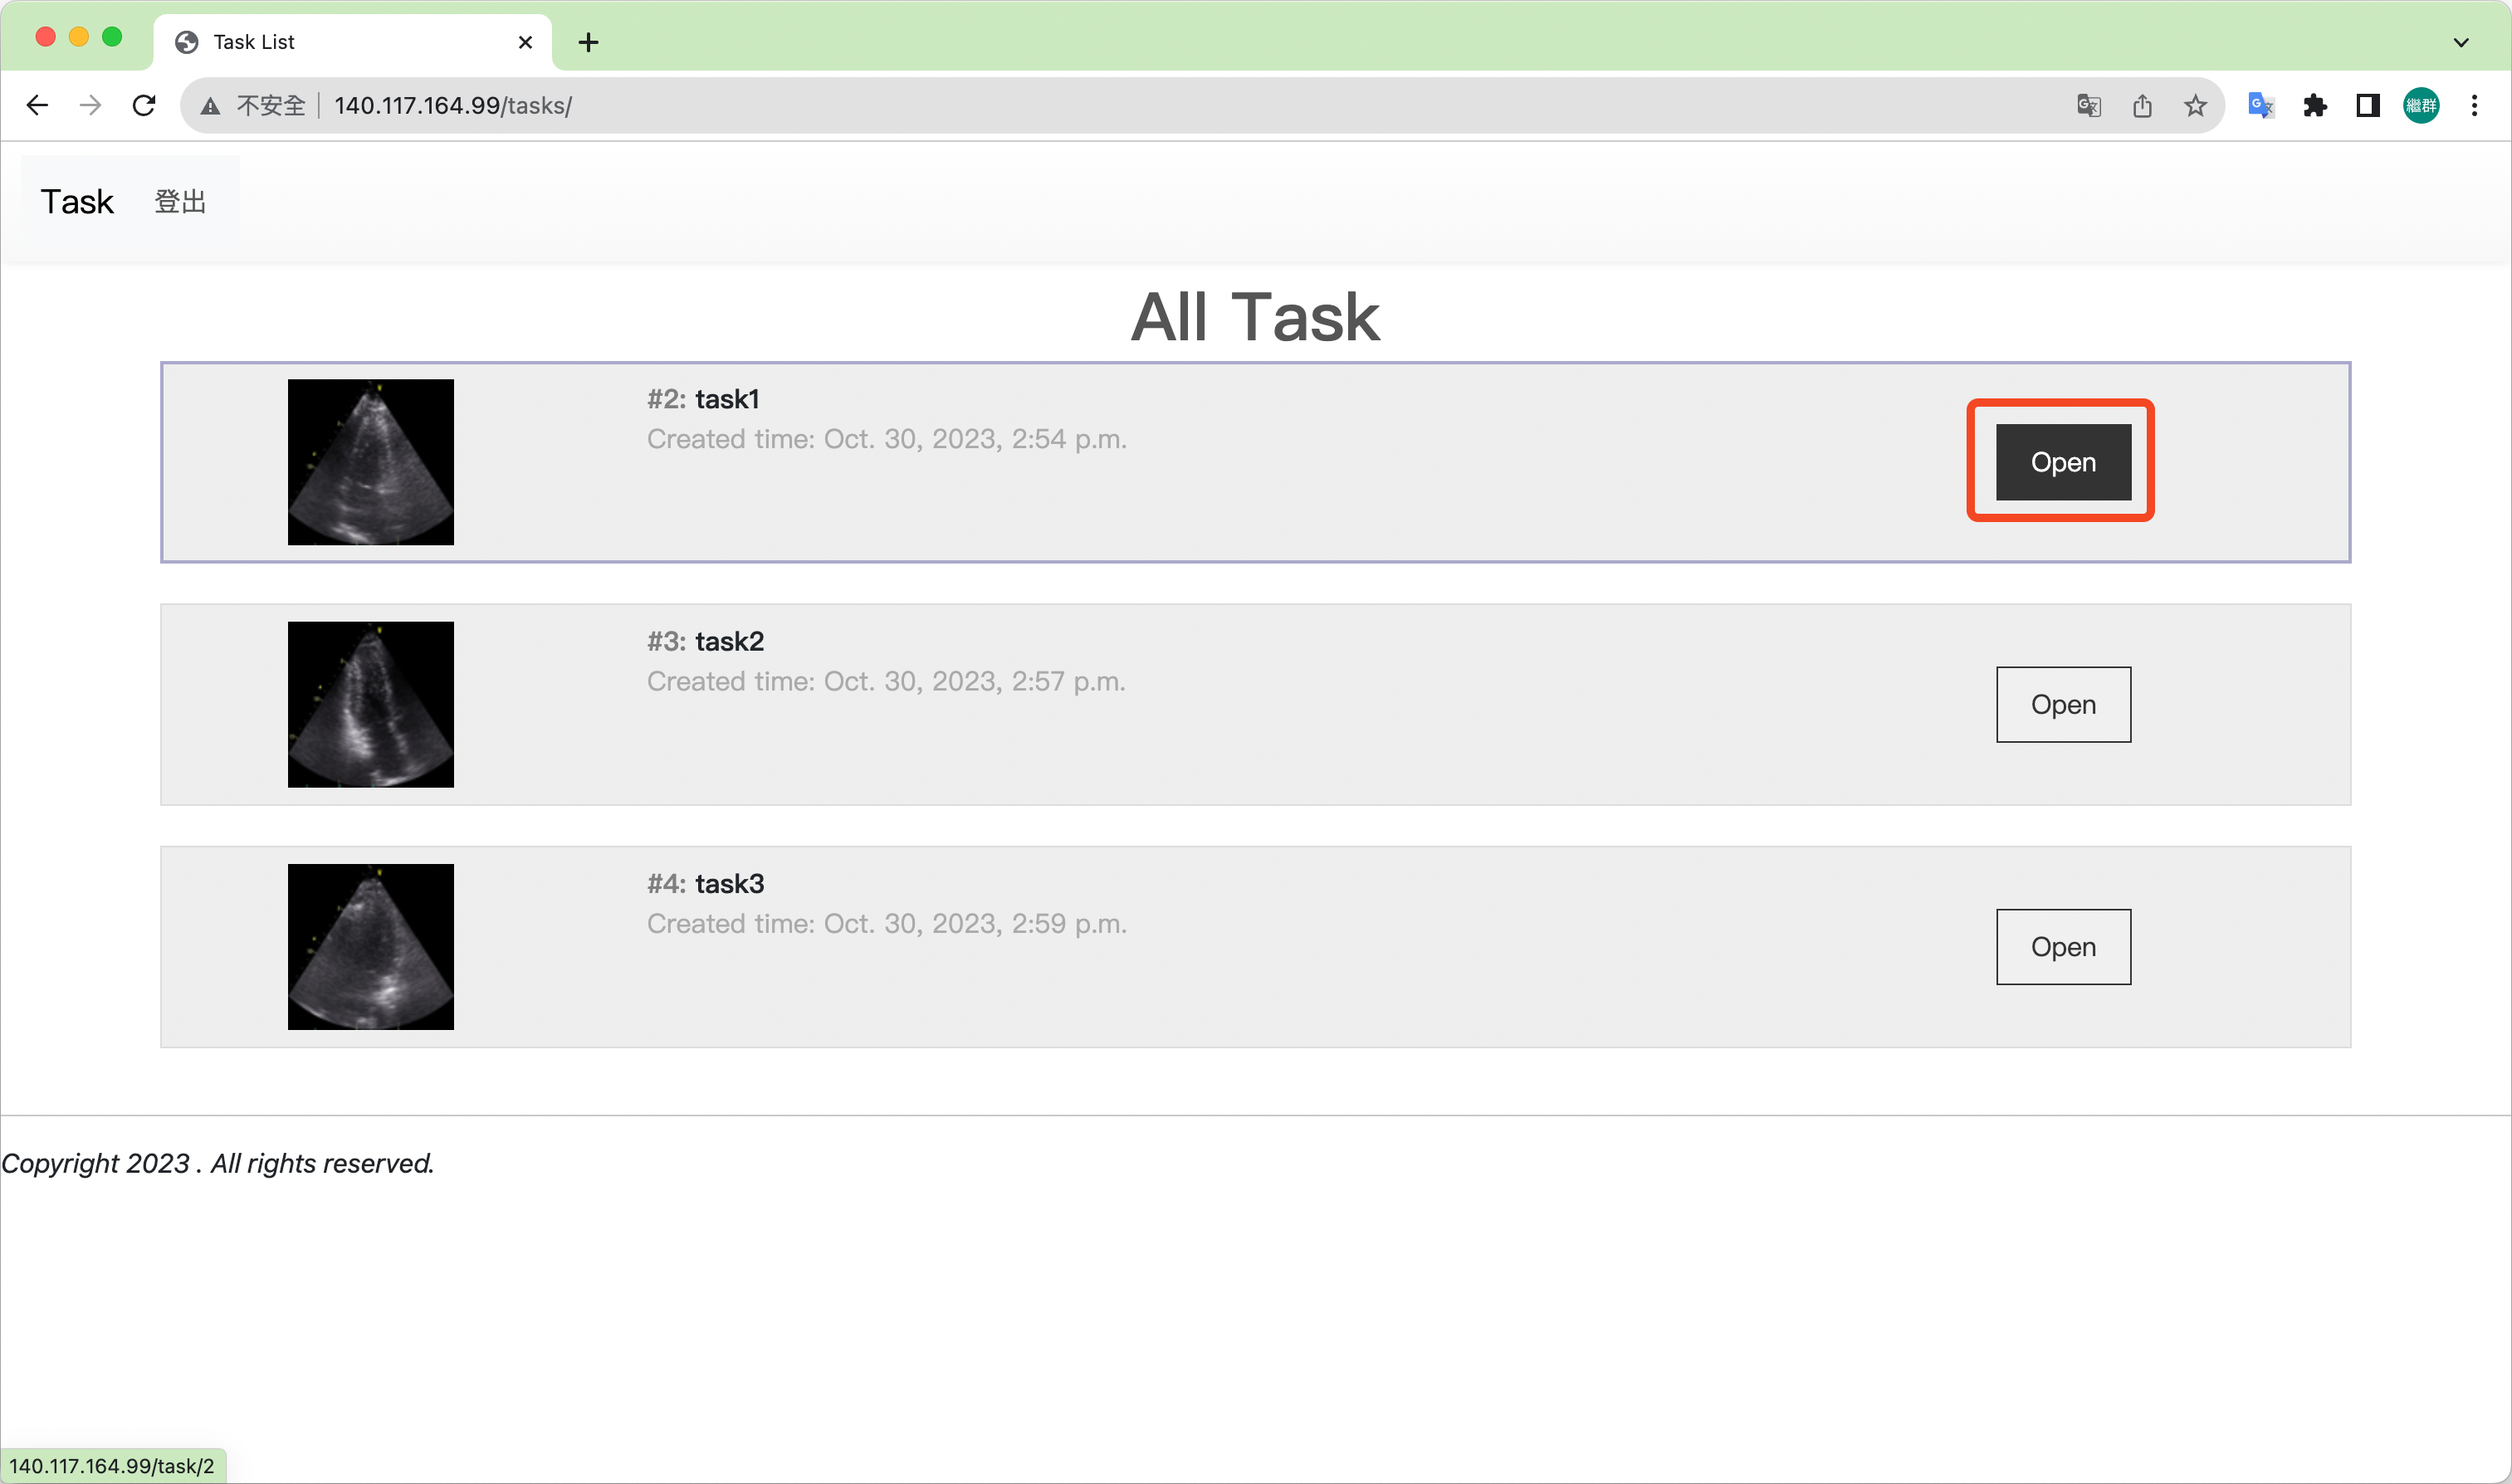 Task List
不安全 140.117.164.99/tasks/
繼群
Task 登出
All Task
#2: task1
Created time: Oct. 30, 2023, 2:54 p.m.
Open
#3: task2
Created time: Oct. 30, 2023, 2:57 p.m.
Open
#4: task3
Created time: Oct. 30, 2023, 2:59 p.m.
Open
Copyright 2023 . All rights reserved.
140.117.164.99/task/2